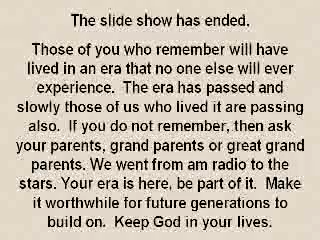 The slide show has ended.
Those of you who remember will have
lived in an era that no one else will ever
experience.  The era has passed and
slowly those of us who lived it are passing
also.  If you do not remember, then ask
your parents, grand parents or great grand
parents. We went from am radio to the
stars. Your era is here, be part of it.  Make
it worthwhile for future generations to
build on.  Keep God in your lives.